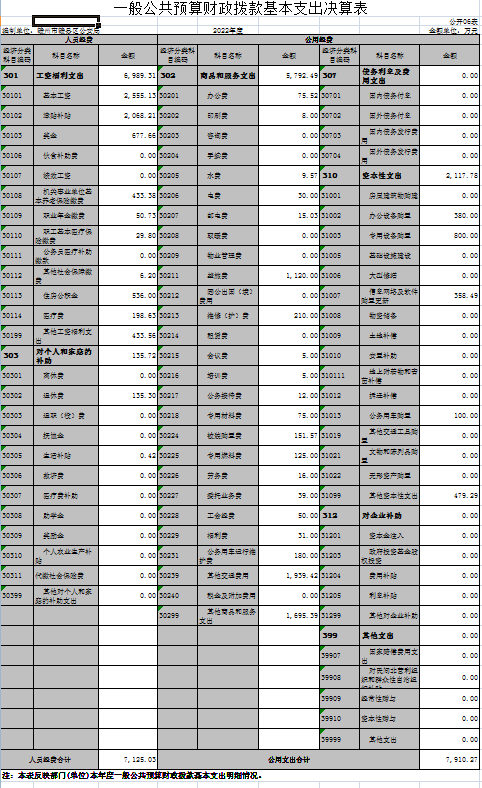 一般公共预算财政拨款基本支出决算表
公开06表
编制单位:赣州市赣县区公安局 2022年度 金额单位:万元
人员经费 公用经费
经济分类科目编码 科目名称 金额 经济分类科目编码 科目名称 金额 经济分类科目编码 科目名称 金额
301 工资福利支出 6,989.31 302 商品和服务支出 5,792.49 307 债务利息及费用支出 0.00
30101 基本工资 2,555.13 30201 办公费 75.52 30701 国内债务付息 0.00
30102 津贴补贴 2,068.21 30202 印刷费 8.00 30702 国外债务付息 0.00
30103 奖金 677.66 30203 咨询费 0.00 30703 国内债务发行费用 0.00
30106 伙食补助费 0.00 30204 手续费 0.00 30704 国外债务发行费用 0.00
30107 绩效工资 0.00 30205 水费 9.57 310 资本性支出 2,117.78
30108 机关事业单位基本养老保险缴费 433.38 30206 电费 30.00 31001 房屋建筑物购建 0.00
30109 职业年金缴费 50.73 30207 邮电费 15.03 31002 办公设备购置 380.00
30110 职工基本医疗保险缴费 29.80 30208 取暖费 0.00 31003 专用设备购置 800.00
30111 公务员医疗补助缴费 0.00 30209 物业管理费 0.00 31005 基础设施建设 0.00
30112 其他社会保障缴费 6.20 30211 差旅费 1,120.00 31006 大型修缮 0.00
30113 住房公积金 536.00 30212 因公出国(境)费用 0.00 31007 信息网络及软件购置更新 358.49
30114 医疗费 198.63 30213 维修(护)费 210.00 31008 物资储备 0.00
30199 其他工资福利支出 433.56 30214 租赁费 0.00 31009 土地补偿 0.00
303 对个人和家庭的补助 135.72 30215 会议费 5.00 31010 安置补助 0.00
30301 离休费 0.00 30216 培训费 5.00 310111 地上附着物和青苗补偿 0.00
30302 退休费 135.30 30217 公务接待费 12.00 31012 拆迁补偿 0.00
30303 退职(役)费 0.00 30218 专用材料费 75.00 31013 公务用车购置 100.00
30304 抚恤金 0.00 30224 被装购置费 151.57 31019 其他交通工具购置 0.00
30305 生活补贴 0.42 30225 专用燃料费 125.00 31021 文物和陈列品购置 0.00
30306 救济费 0.00 30226 劳务费 16.00 31022 无形资产购置 0.00
30307 医疗费补助 0.00 30227 委托业务费 39.00 31099 其他资本性支出 479.29
30308 助学金 0.00 30228 工会经费 50.00 312 对企业补助 0.00
30309 奖励金 0.00 30229 福利费 31.00 31201 资本金注入 0.00
30310 个人农业生产补贴 0.00 30231 公务用车运行维护费 180.00 31203 政府投资基金股权投资 0.00
30311 代缴社会保险费 0.00 30239 其他交通费用 1,939.42 31204 费用补贴 0.00
30399 其他对个人和家庭的补助支出 0.00 30240 税金及附加费用 0.00 31205 利息补贴 0.00
30299 其他商品和服务支出 1,695.39 31299 其他对企业补助 0.00
399 其他支出 0.00
39907 国家赔偿费用支出 0.00
39908 对民间非营利组织和群众性自治组织补贴 0.00
39909 经常性赠与 0.00
39910 资本性赠与 0.00
39999 其他支出 0.00
人员经费合计 7,125.03 公用支出合计 7,910.27
注:本表反映部门(单位)本年度一般公共预算财政拨款基本支出明细情况。